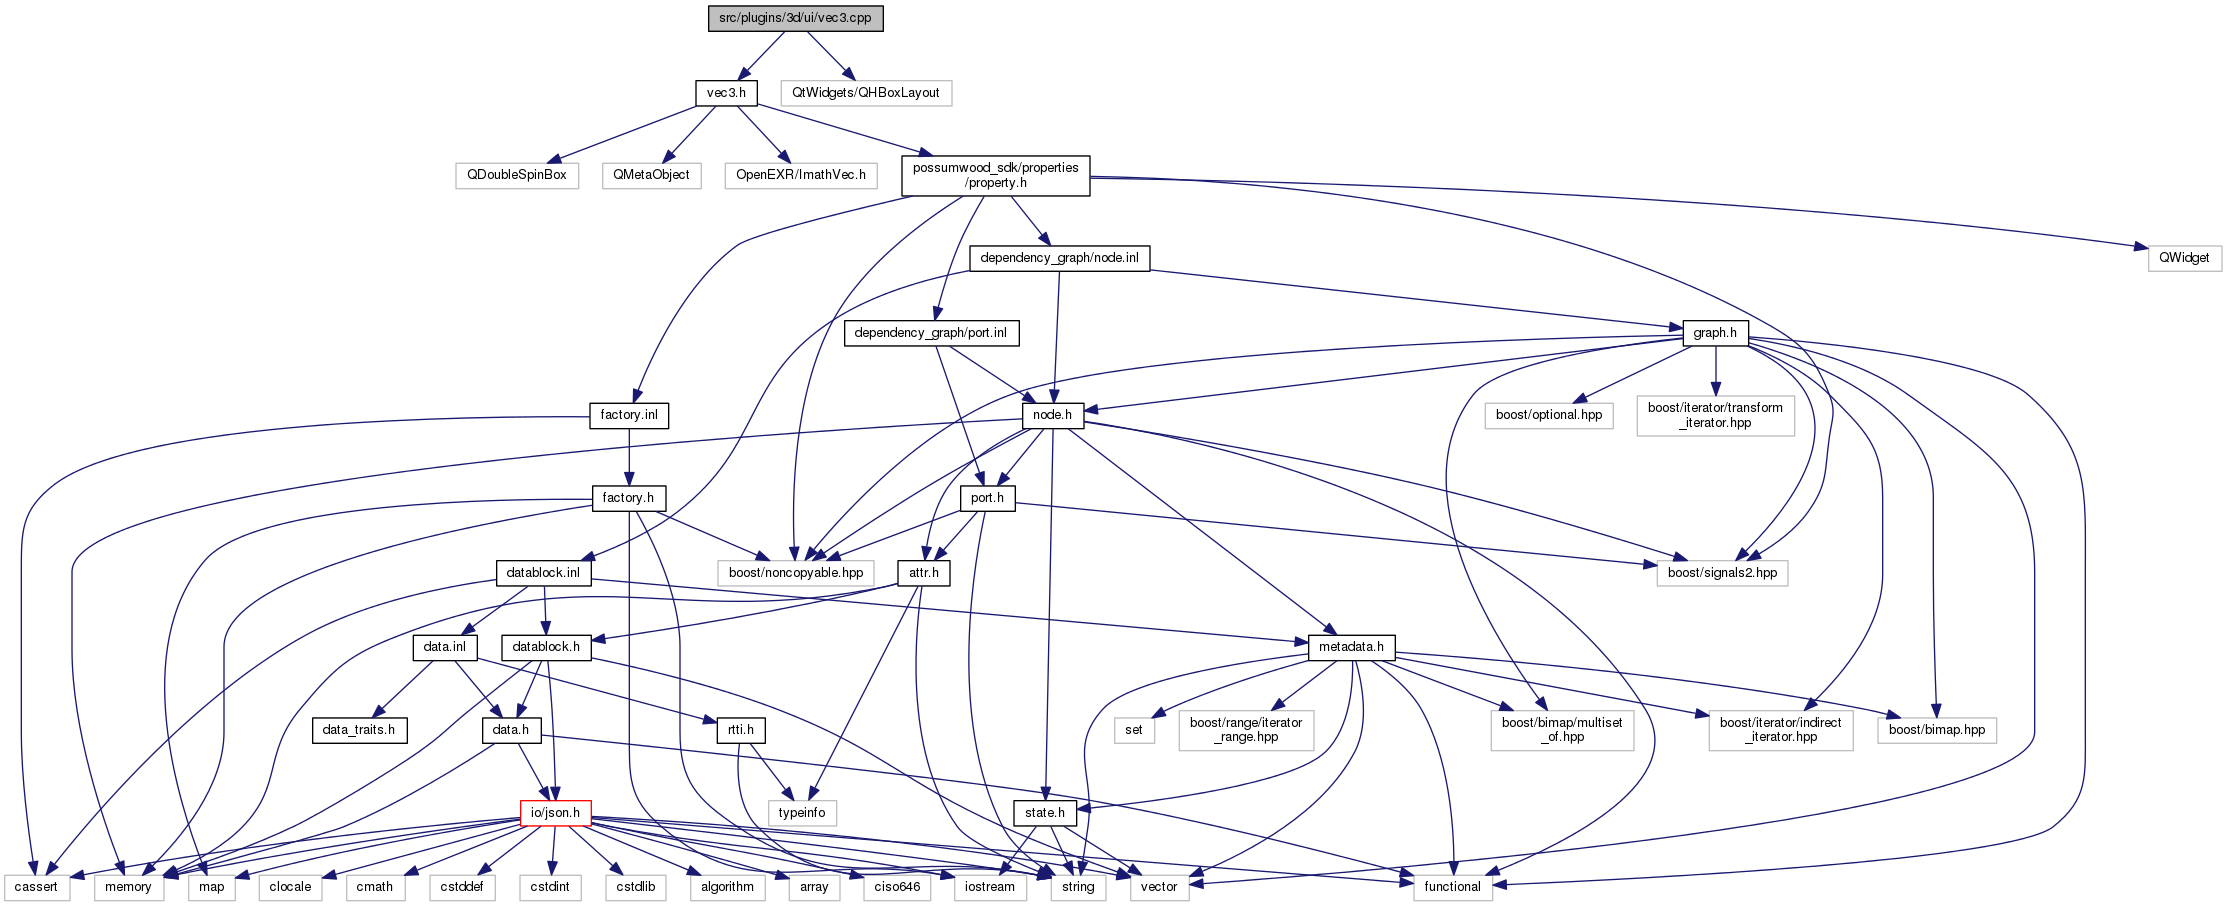 src/plugins/3d/ui/vec3.cpp
vec3.h
QtWidgets/QHBoxLayout
QDoubleSpinBox
QMetaObject
OpenEXR/ImathVec.h
possumwood_sdk/properties
/property.h
dependency_graph/node.inl
QWidget
dependency_graph/port.inl
graph.h
factory.inl
node.h
boost/optional.hpp
boost/iterator/transform
_iterator.hpp
factory.h
port.h
datablock.inl
boost/noncopyable.hpp
attr.h
boost/signals2.hpp
data.inl
datablock.h
metadata.h
data_traits.h
data.h
rtti.h
set
boost/range/iterator
_range.hpp
boost/bimap/multiset
_of.hpp
boost/iterator/indirect
_iterator.hpp
boost/bimap.hpp
io/json.h
typeinfo
state.h
cassert
memory
map
clocale
cmath
cstddef
cstdint
cstdlib
algorithm
array
ciso646
iostream
string
vector
functional